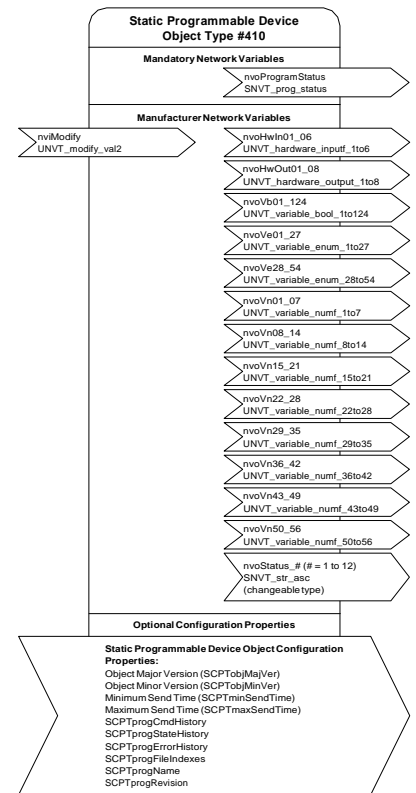 Static Programmable Device
Object Type #410
Mandatory Network Variables
nvoProgramStatus
SNVT_prog_status
Manufacturer Network Variables
nviModify
UNVT_modify_val2
nvoHwIn01_06
UNVT_hardware_inputf_1to6
nvoHwOut01_08
UNVT_hardware_output_1to8
nvoVb01_124
UNVT_variable_bool_1to124
nvoVe01_27
UNVT_variable_enum_1to27
nvoVe28_54
UNVT_variable_enum_28to54
nvoVn01_07
UNVT_variable_numf_1to7
nvoVn08_14
UNVT_variable_numf_8to14
nvoVn15_21
UNVT_variable_numf_15to21
nvoVn22_28
UNVT_variable_numf_22to28
nvoVn29_35
UNVT_variable_numf_29to35
nvoVn36_42
UNVT_variable_numf_36to42
nvoVn43_49
UNVT_variable_numf_43to49
nvoVn50_56
UNVT_variable_numf_50to56
nvoStatus_# (# = 1 to 12)
SNVT_str_asc
(changeable type)
Optional Configuration Properties
Static Programmable Device Object Configuration
Properties:
Object Major Version (SCPTobjMajVer)
Object Minor Version (SCPTobjMinVer)
Minimum Send Time (SCPTminSendTime)
Maximum Send Time (SCPTmaxSendTime)
SCPTprogCmdHistory
SCPTprogStateHistory
SCPTprogErrorHistory
SCPTprogFileIndexes
SCPTprogName
SCPTprogRevision